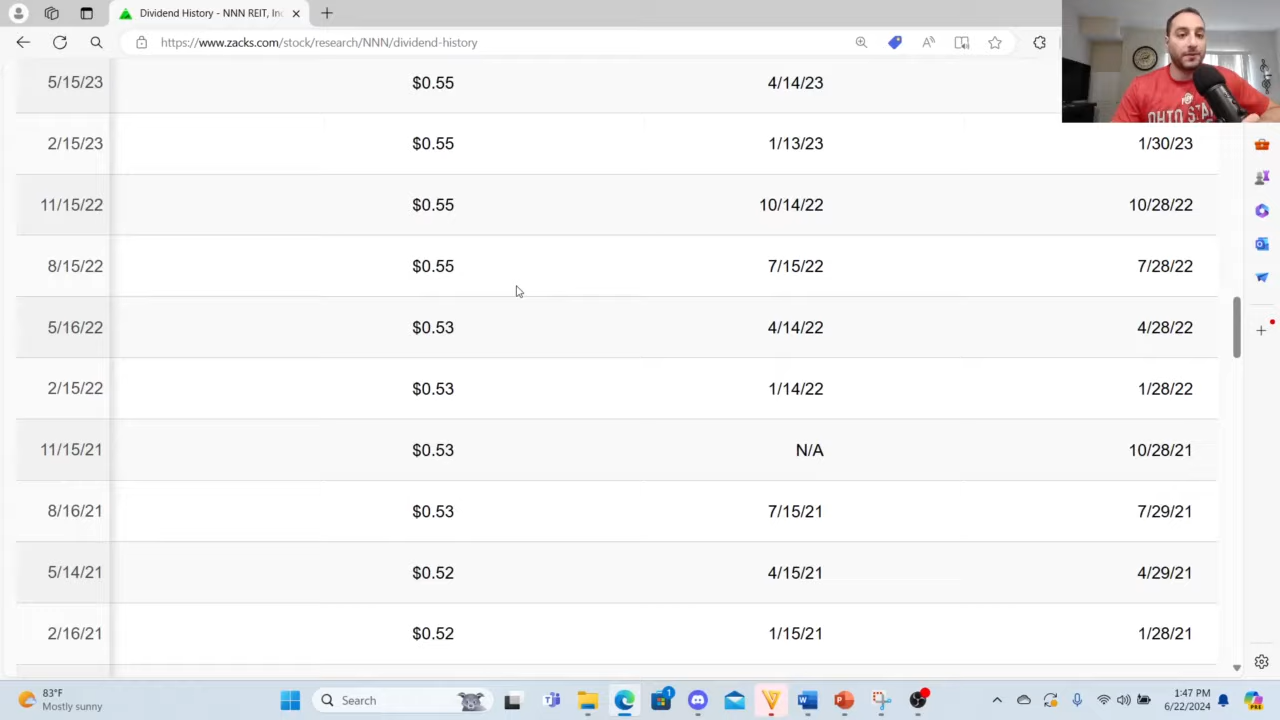 Dividend History - NNN REIT, Inc
https://www.zacks.com/stock/research/NNN/dividend-history
OHIO STA
5/15/23 $0.55 4/14/23
2/15/23 $0.55 1/13/23 1/30/23
11/15/22 $0.55 10/14/22 10/28/22
8/15/22 $0.55 7/15/22 7/28/22
5/16/22 $0.53 4/14/22 4/28/22
2/15/22 $0.53 1/14/22 1/28/22
11/15/21 $0.53 N/A 10/28/21
8/16/21 $0.53 7/15/21 7/29/21
5/14/21 $0.52 4/15/21 4/29/21
2/16/21 $0.52 1/15/21 1/28/21
83°F
Mostly sunny
Search
1
1:47 PM
6/22/2024
PRE